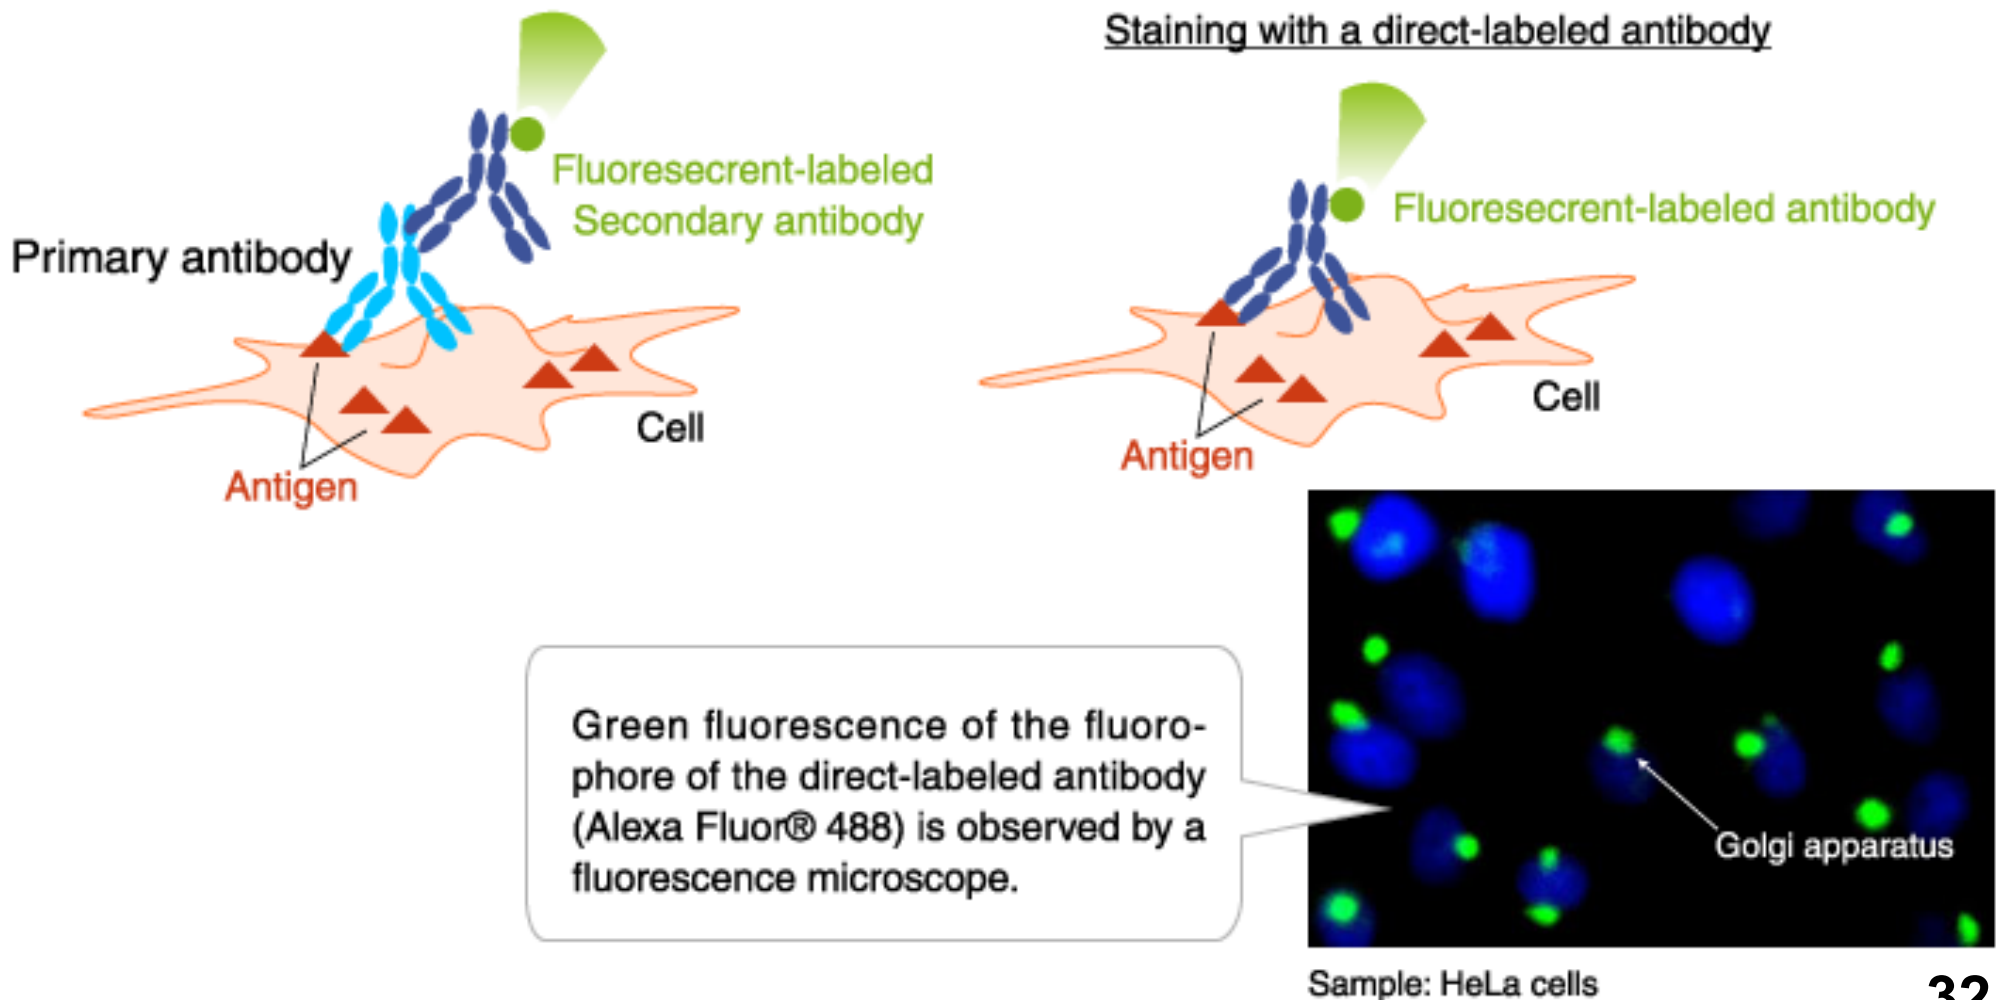 Staining with a direct-labeled antibody
Fluoresecrent-labeled
Secondary antibody
Primary antibody
Cell
Antigen
Fluoresecrent-labeled antibody
Cell
Antigen
Green fluorescence of the fluoro-
phore of the direct-labeled antibody
(Alexa Fluor® 488) is observed by a
fluorescence microscope.
Golgi apparatus
Sample: HeLa cells
32